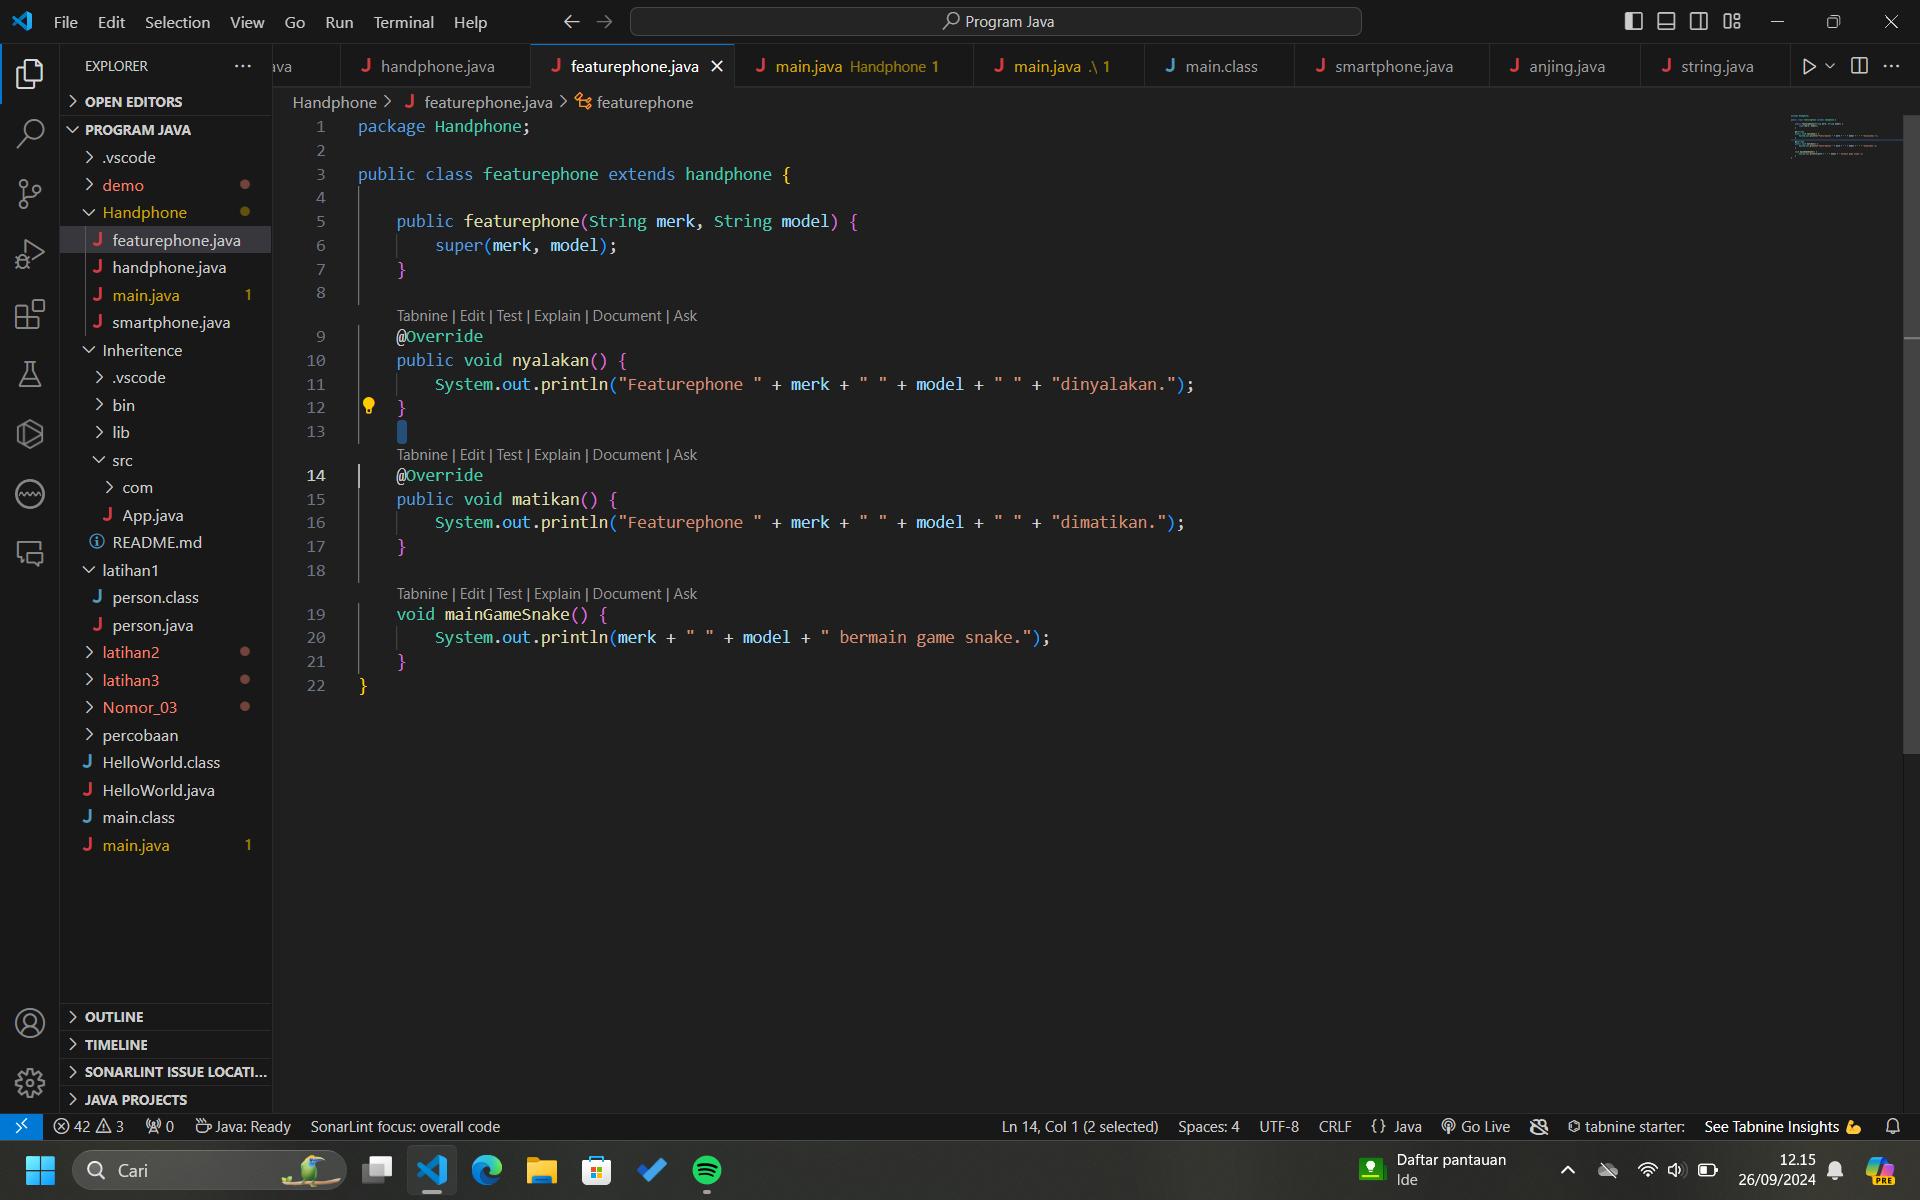 File Edit Selection View Go Run Terminal Help
Program Java
EXPLORER
ava
handphone.java
featurephone.java
main.java Handphone 1
main.java .\ 1
main.class
smartphone.java
anjing.java
string.java
OPEN EDITORS
PROGRAM JAVA
.vscode
demo
Handphone
featurephone.java
handphone.java
main.java 1
smartphone.java
Inheritence
.vscode
bin
lib
src
com
App.java
README.md
latihan1
person.class
person.java
latihan2
latihan3
Nomor_03
percobaan
HelloWorld.class
HelloWorld.java
main.class
main.java 1
OUTLINE
TIMELINE
SONARLINT ISSUE LOCATI...
JAVA PROJECTS
Handphone > featurephone.java > featurephone
1 package Handphone;
2
3 public class featurephone extends handphone {
4
5 public featurephone(String merk, String model) {
6 super(merk, model);
7 }
8
Tabnine | Edit | Test | Explain | Document | Ask
9 @Override
10 public void nyalakan() {
11 System.out.println("Featurephone " + merk + " " + model + " " + "dinyalakan.");
12 }
13
Tabnine | Edit | Test | Explain | Document | Ask
14 @Override
15 public void matikan() {
16 System.out.println("Featurephone " + merk + " " + model + " " + "dimatikan.");
17 }
18
Tabnine | Edit | Test | Explain | Document | Ask
19 void mainGameSnake() {
20 System.out.println(merk + " " + model + " bermain game snake.");
21 }
22 }
42 3 0 Java: Ready SonarLint focus: overall code
Ln 14, Col 1 (2 selected) Spaces: 4 UTF-8 CRLF {} Java Go Live tabnine starter: See Tabnine Insights
Cari
Daftar pantauan
Ide
12.15
26/09/2024
PRE